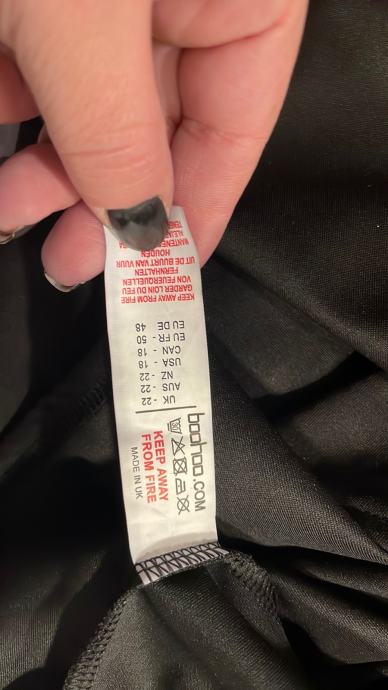 boohoo.COM
KEEP AWAY
FROM FIRE
MADE IN UK
UK - 22
AUS - 22
NZ - 22
USA - 18
CAN - 18
EU FR - 50
EU DE 48
KEEP AWAY FROM FIRE
GARDER LOIN DU FEU
VON FEUERQUELLEN
FERNHALTEN
UIT DE BUURT VAN VUUR
HOUDEN